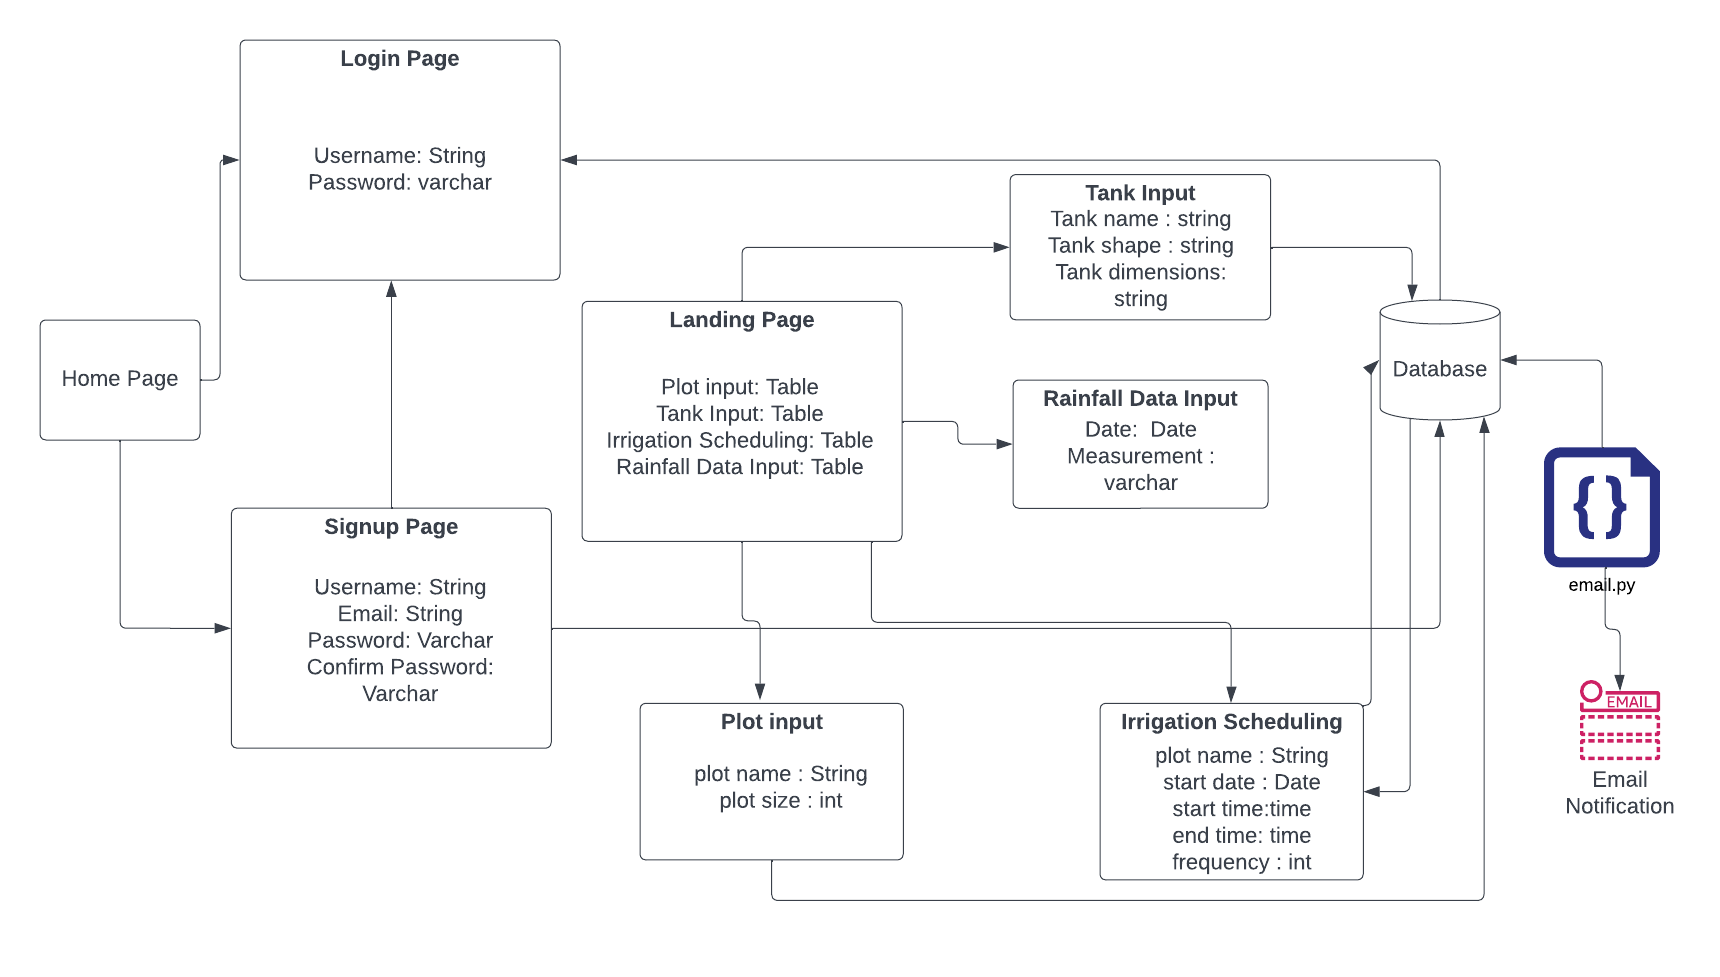 Login Page
Username: String
Password: varchar
Home Page
Signup Page
Username: String
Email: String
Password: Varchar
Confirm Password:
Varchar
Landing Page
Plot input: Table
Tank Input: Table
Irrigation Scheduling: Table
Rainfall Data Input: Table
Tank Input
Tank name : string
Tank shape : string
Tank dimensions:
string
Rainfall Data Input
Date:  Date
Measurement :
varchar
Database
{}
email.py
EMAIL
Email
Notification
Plot input
plot name : String
plot size : int
Irrigation Scheduling
plot name : String
start date : Date
start time:time
end time: time
frequency : int